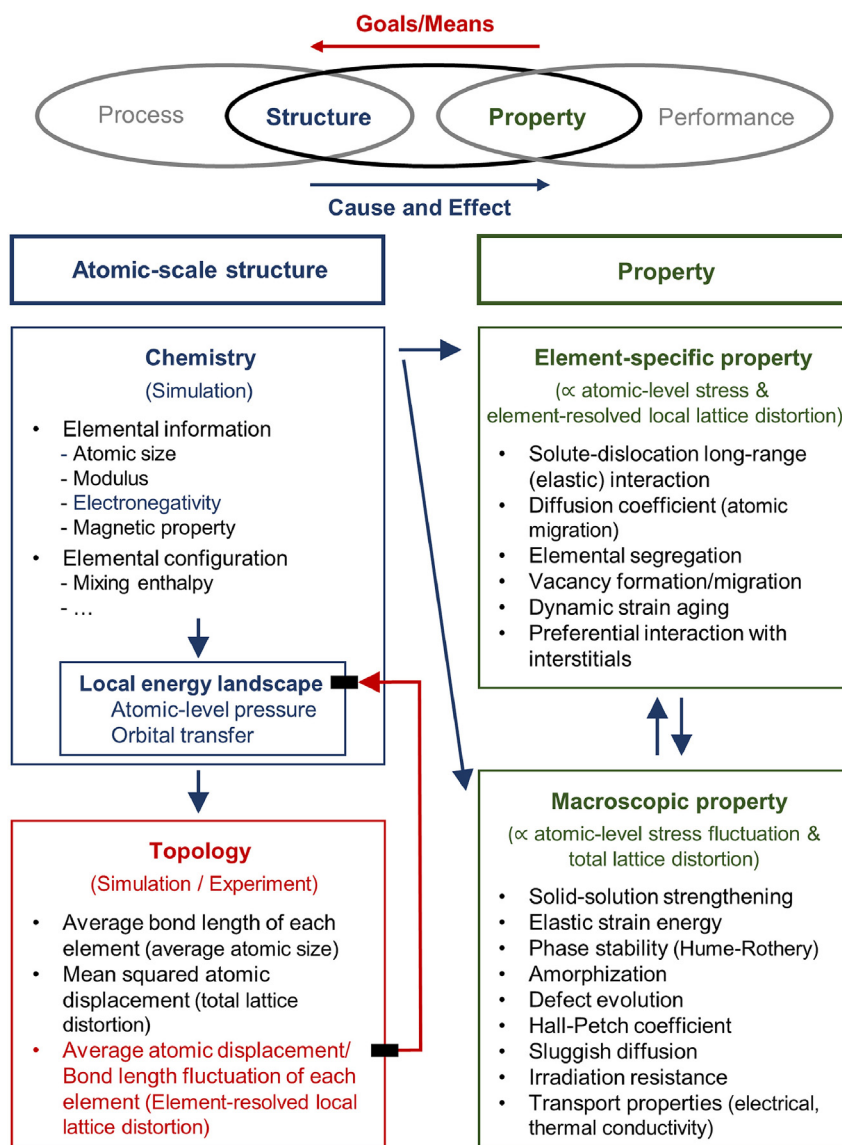 Goals/Means
Process
Structure
Property
Performance
Cause and Effect
Atomic-scale structure
Chemistry
(Simulation)
• Elemental information
- Atomic size
- Modulus
- Electronegativity
- Magnetic property
• Elemental configuration
- Mixing enthalpy
- ...
Local energy landscape
Atomic-level pressure
Orbital transfer
Topology
(Simulation / Experiment)
• Average bond length of each
element (average atomic size)
• Mean squared atomic
displacement (total lattice
distortion)
• Average atomic displacement/
Bond length fluctuation of each
element (Element-resolved local
lattice distortion)
Property
Element-specific property
(∝ atomic-level stress &
element-resolved local lattice distortion)
• Solute-dislocation long-range
(elastic) interaction
• Diffusion coefficient (atomic
migration)
• Elemental segregation
• Vacancy formation/migration
• Dynamic strain aging
• Preferential interaction with
interstitials
Macroscopic property
(∝ atomic-level stress fluctuation &
total lattice distortion)
• Solid-solution strengthening
• Elastic strain energy
• Phase stability (Hume-Rothery)
• Amorphization
• Defect evolution
• Hall-Petch coefficient
• Sluggish diffusion
• Irradiation resistance
• Transport properties (electrical,
thermal conductivity)